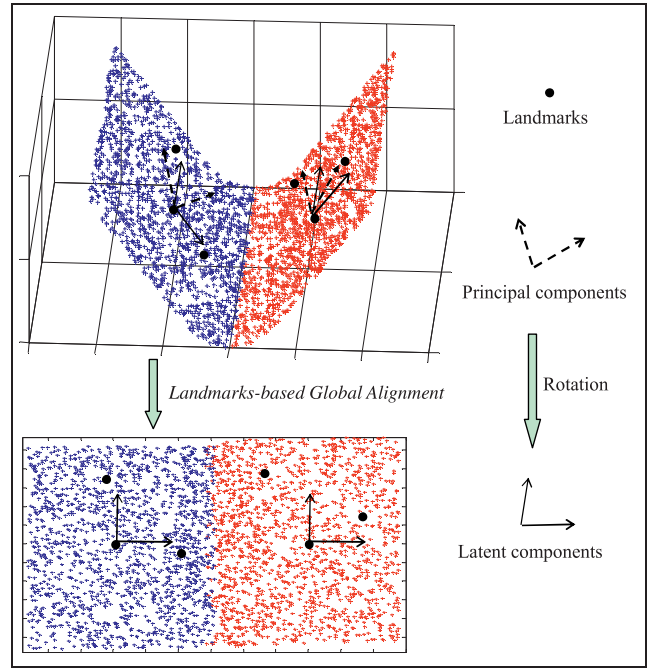 Landmarks
Principal components
Landmarks-based Global Alignment
Rotation
Latent components